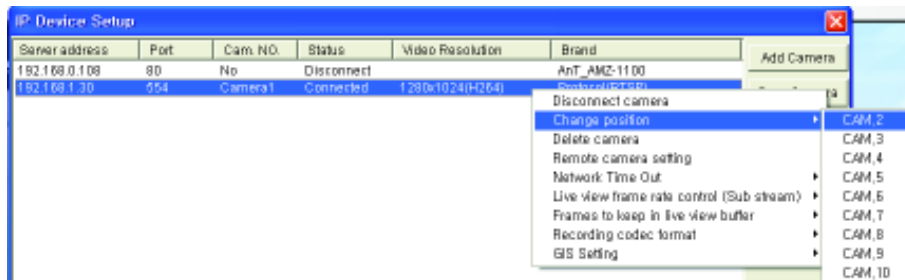 IP Device Setup
Server address Port Cam. NO. Status Video Resolution Brand
Add Camera
192.168.0.108 80 No Disconnect AnT_AMZ-1100
192.168.1.30 554 Camera1 Connected 1280x1024(H264) Protocol(RTSP)
Disconnect camera
Change position CAM,2
Delete camera CAM,3
Remote camera setting CAM,4
Network Time Out CAM,5
Live view frame rate control (Sub stream) CAM,6
Frames to keep in live view buffer CAM,7
Recording codec format CAM,8
GIS Setting CAM,9
CAM,10